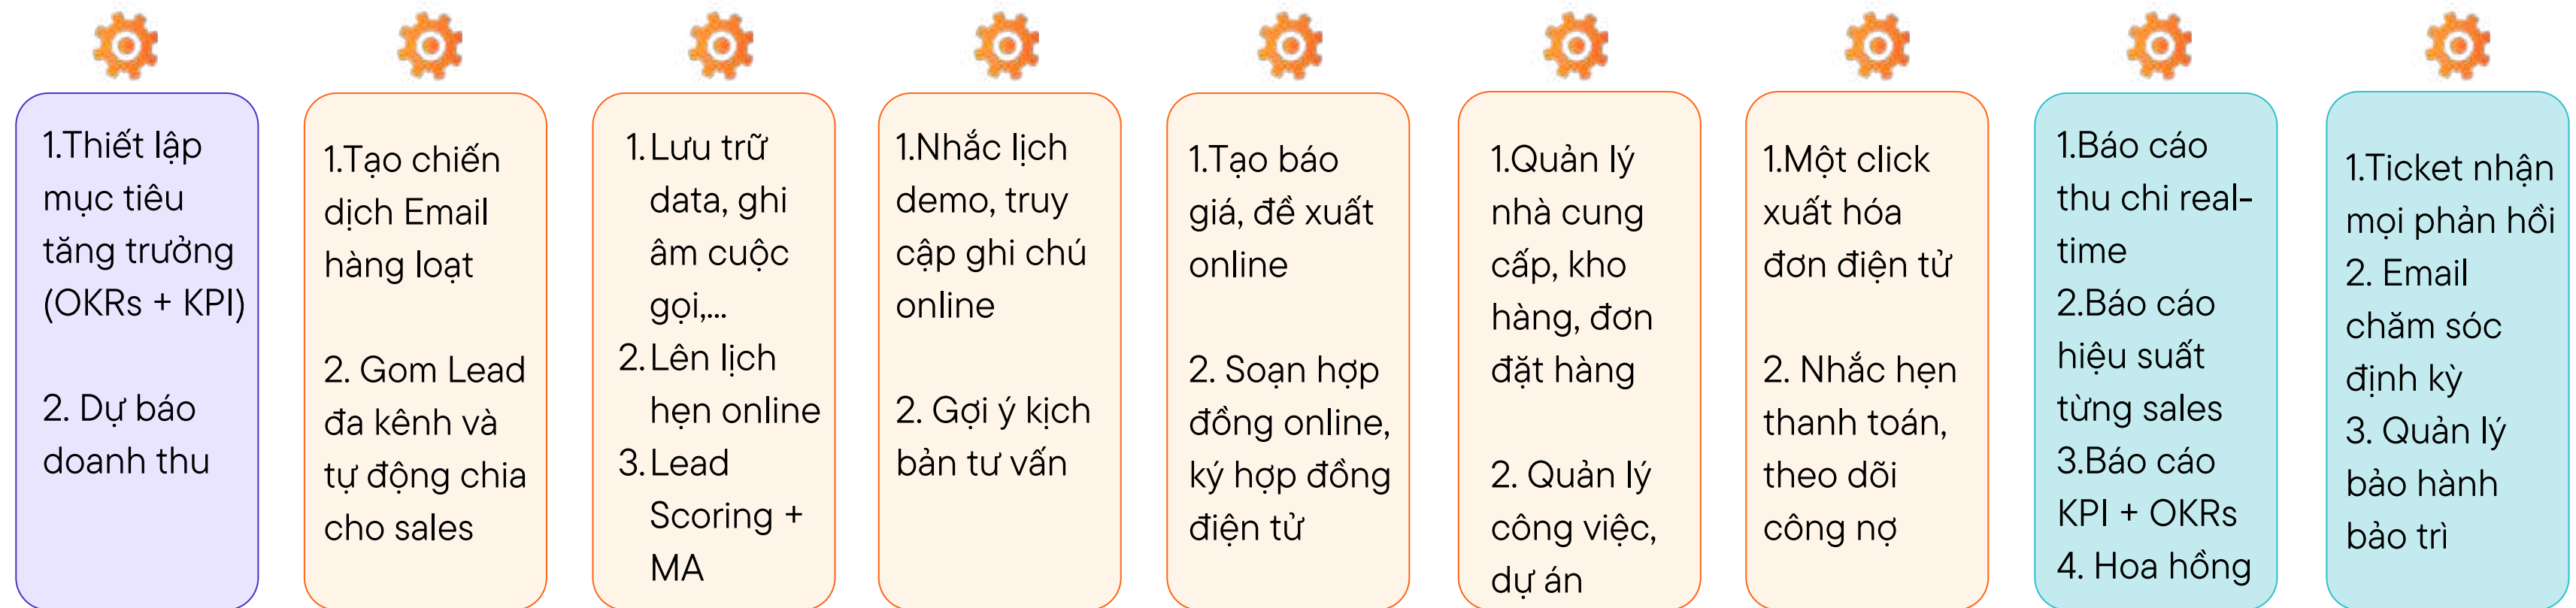 1.Thiết lập
mục tiêu
tăng trưởng
(OKRs + KPI)
2. Dự báo
doanh thu
1.Tạo chiến
dịch Email
hàng loạt
2. Gom Lead
đa kênh và
tự động chia
cho sales
1.Lưu trữ
data, ghi
âm cuộc
gọi,...
2.Lên lịch
hẹn online
3.Lead
Scoring +
MA
1.Nhắc lịch
demo, truy
cập ghi chú
online
2. Gợi ý kịch
bản tư vấn
1.Tạo báo
giá, đề xuất
online
2. Soạn hợp
đồng online,
ký hợp đồng
điện tử
1.Quản lý
nhà cung
cấp, kho
hàng, đơn
đặt hàng
2. Quản lý
công việc,
dự án
1.Một click
xuất hóa
đơn điện tử
2. Nhắc hẹn
thanh toán,
theo dõi
công nợ
1.Báo cáo
thu chi real-
time
2.Báo cáo
hiệu suất
từng sales
3.Báo cáo
KPI + OKRs
4. Hoa hồng
1.Ticket nhận
mọi phản hồi
2. Email
chăm sóc
định kỳ
3. Quản lý
bảo hành
bảo trì